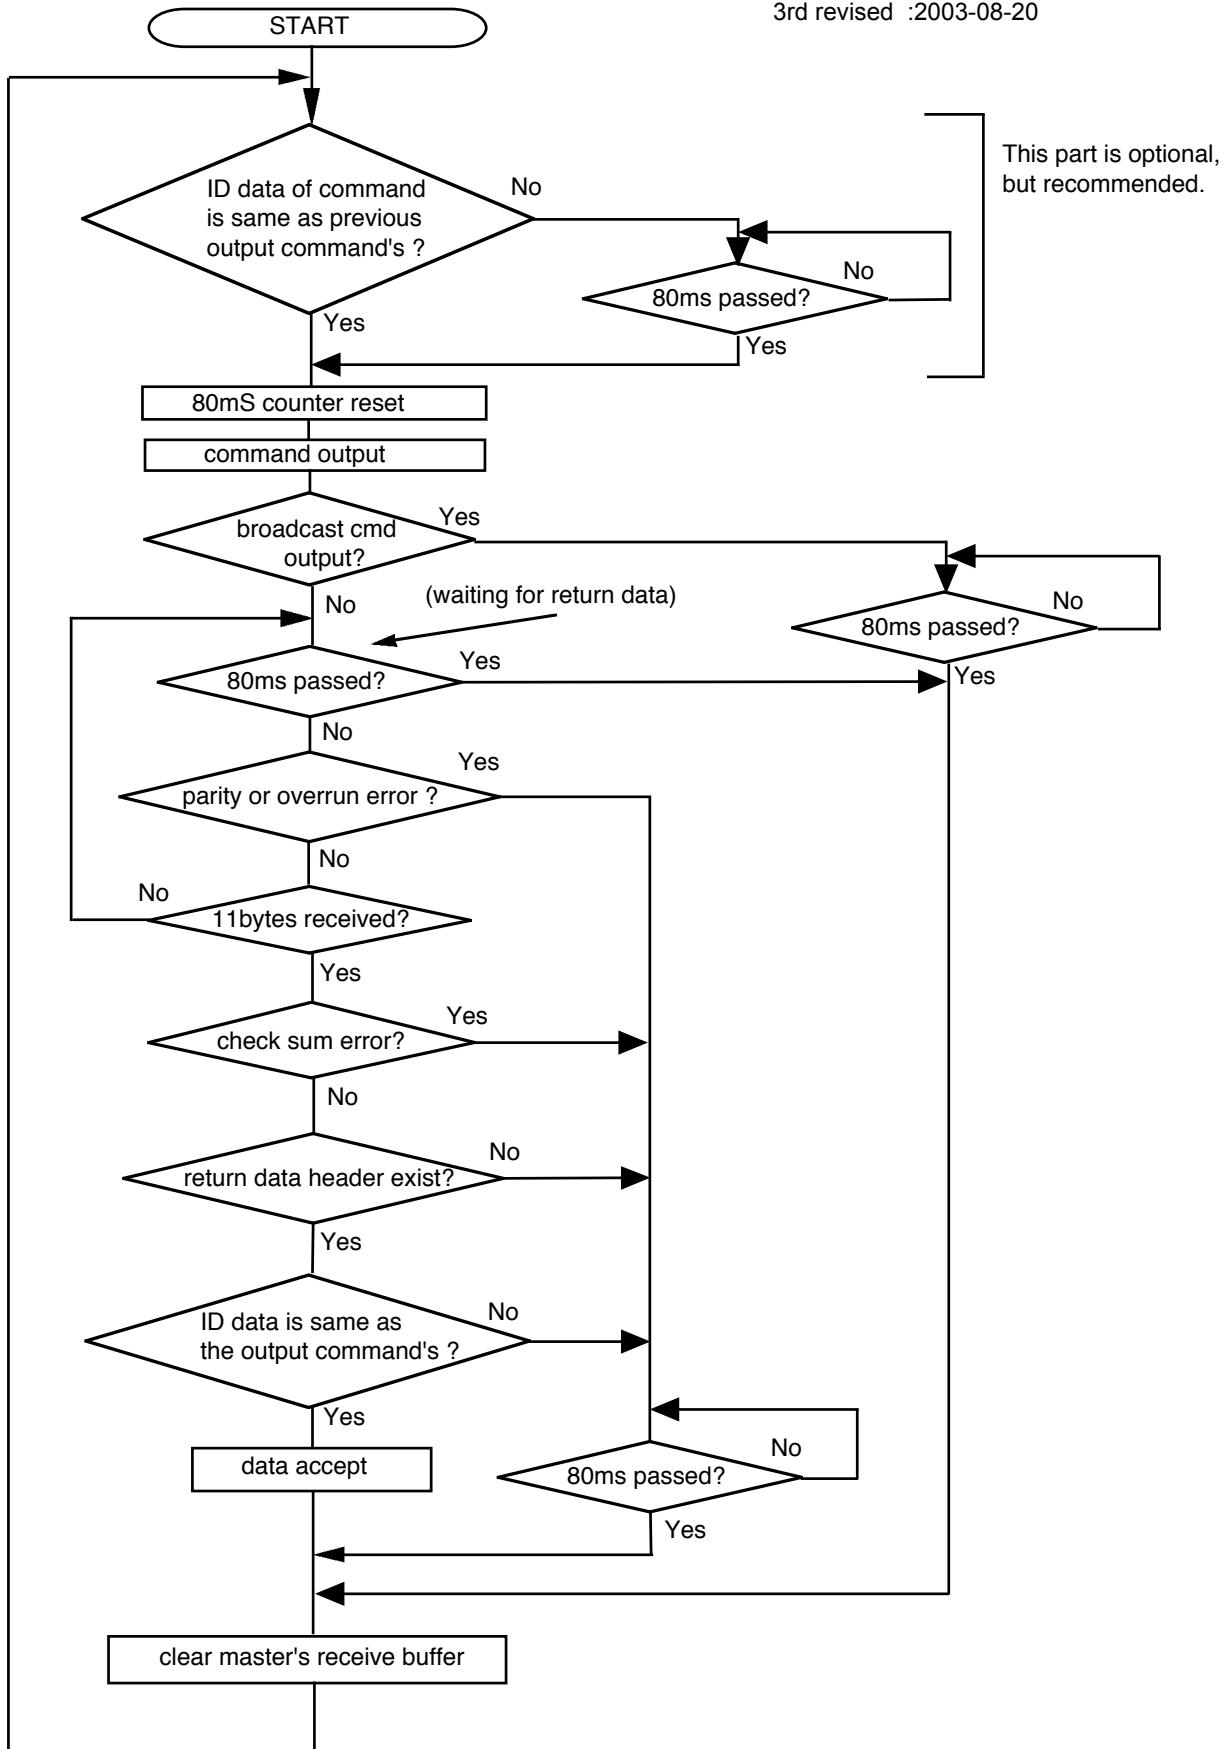 3rd revised :2003-08-20
START
This part is optional,
but recommended.
ID data of command
is same as previous
output command's ?
No
No
80ms passed?
Yes
Yes
80mS counter reset
command output
Yes
broadcast cmd
output?
No
(waiting for return data)
No
80ms passed?
Yes
Yes
80ms passed?
No
Yes
parity or overrun error ?
No
No
11bytes received?
Yes
Yes
check sum error?
No
No
return data header exist?
Yes
No
ID data is same as
the output command's ?
Yes
data accept
No
80ms passed?
Yes
clear master's receive buffer